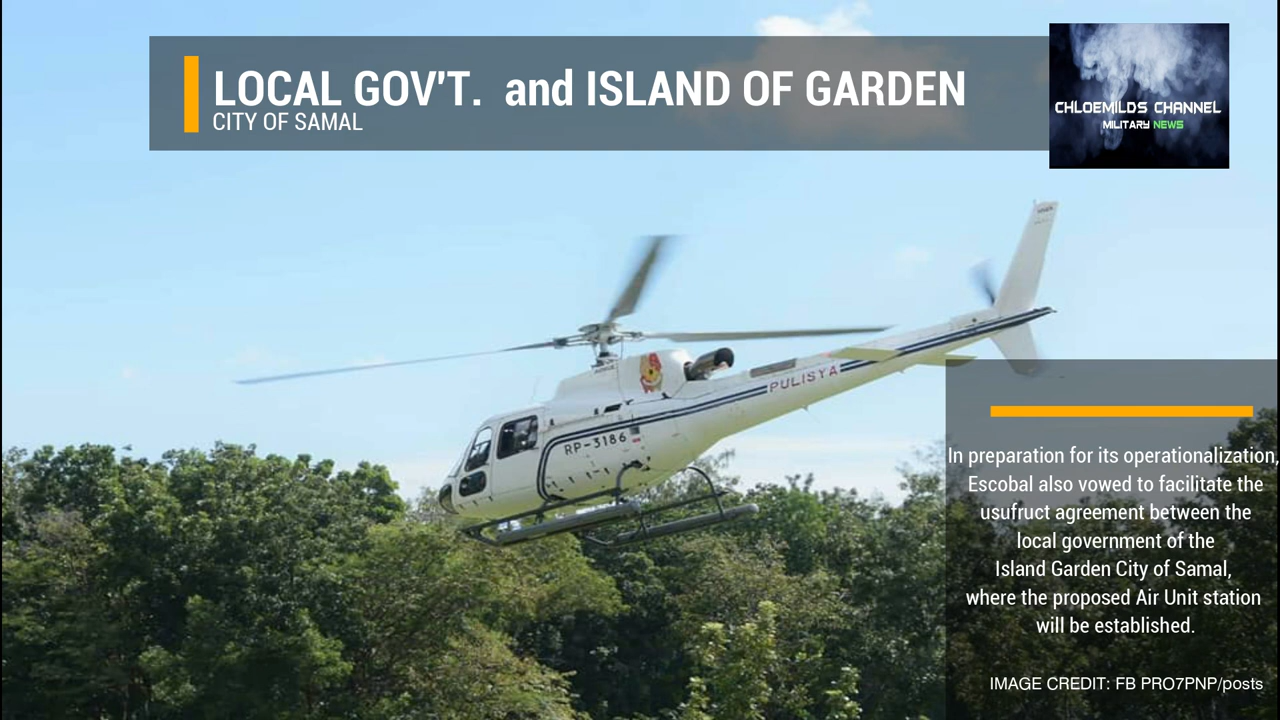 LOCAL GOV'T. and ISLAND OF GARDEN
CITY OF SAMAL
CHLOEMILDS CHANNEL
MILITARY NEWS
PULISYA
RP-3186
In preparation for its operationalization,
Escobal also vowed to facilitate the
usufruct agreement between the
local government of the
Island Garden City of Samal,
where the proposed Air Unit station
will be established.
IMAGE CREDIT: FB PRO7PNP/posts